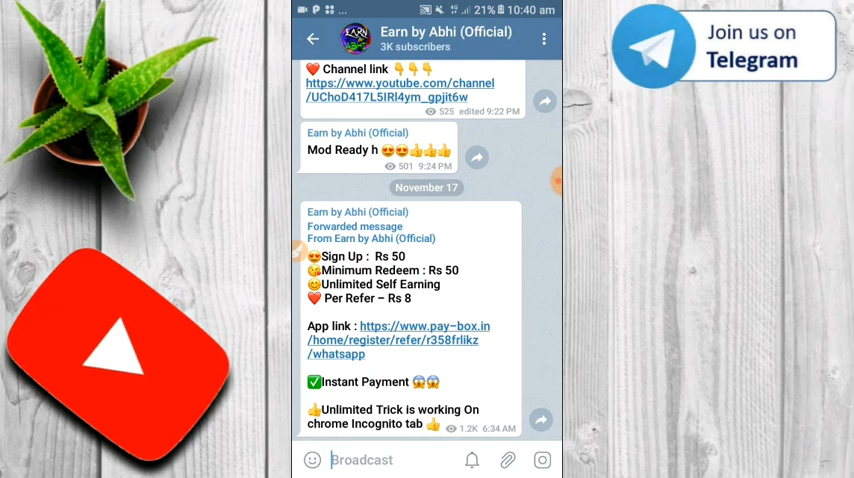 10:40 am
21%
Earn by Abhi (Official)
3K subscribers
❤️ Channel link 👇👇👇
https://www.youtube.com/channel
/UChoD417L5IRl4ym_gpjit6w
525 edited 9:22 PM
Earn by Abhi (Official)
Mod Ready h 😍😍👍👍👍
501 9:24 PM
November 17
Earn by Abhi (Official)
Forwarded message
From Earn by Abhi (Official)
😍Sign Up : Rs 50
😘Minimum Redeem : Rs 50
😊Unlimited Self Earning
❤️ Per Refer – Rs 8
App link : https://www.pay-box.in
/home/register/refer/r358frlikz
/whatsapp
✅Instant Payment 😱😱
👍Unlimited Trick is working On
chrome Incognito tab 👍 1.2K 6:34 AM
Broadcast
Join us on
Telegram